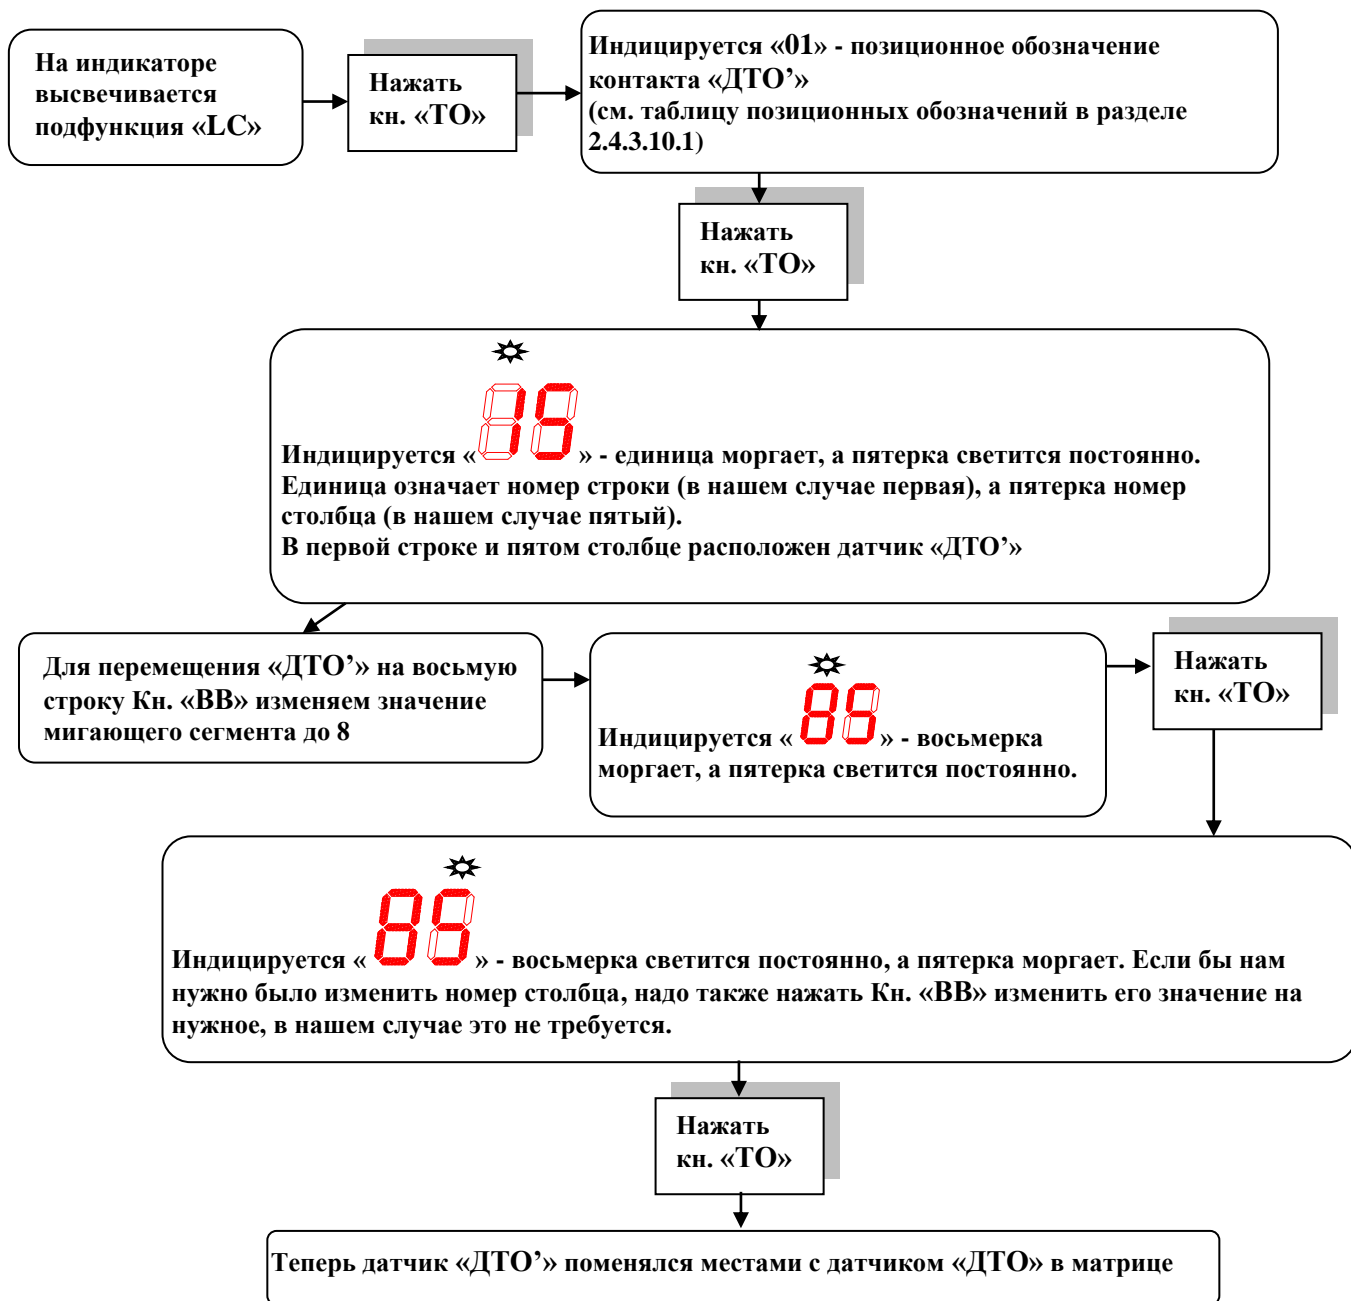 На индикаторе
высвечивается
подфункция «LC»
Нажать
кн. «ТО»
Индицируется «01» - позиционное обозначение
контакта «ДТО’»
(см. таблицу позиционных обозначений в разделе
2.4.3.10.1)
Нажать
кн. «ТО»
Индицируется «15» - единица моргает, а пятерка светится постоянно.
Единица означает номер строки (в нашем случае первая), а пятерка номер
столбца (в нашем случае пятый).
В первой строке и пятом столбце расположен датчик «ДТО’»
Для перемещения «ДТО’» на восьмую
строку Кн. «ВВ» изменяем значение
мигающего сегмента до 8
Индицируется «85» - восьмерка
моргает, а пятерка светится постоянно.
Нажать
кн. «ТО»
Индицируется «85» - восьмерка светится постоянно, а пятерка моргает. Если бы нам
нужно было изменить номер столбца, надо также нажать Кн. «ВВ» изменить его значение на
нужное, в нашем случае это не требуется.
Нажать
кн. «ТО»
Теперь датчик «ДТО’» поменялся местами с датчиком «ДТО» в матрице